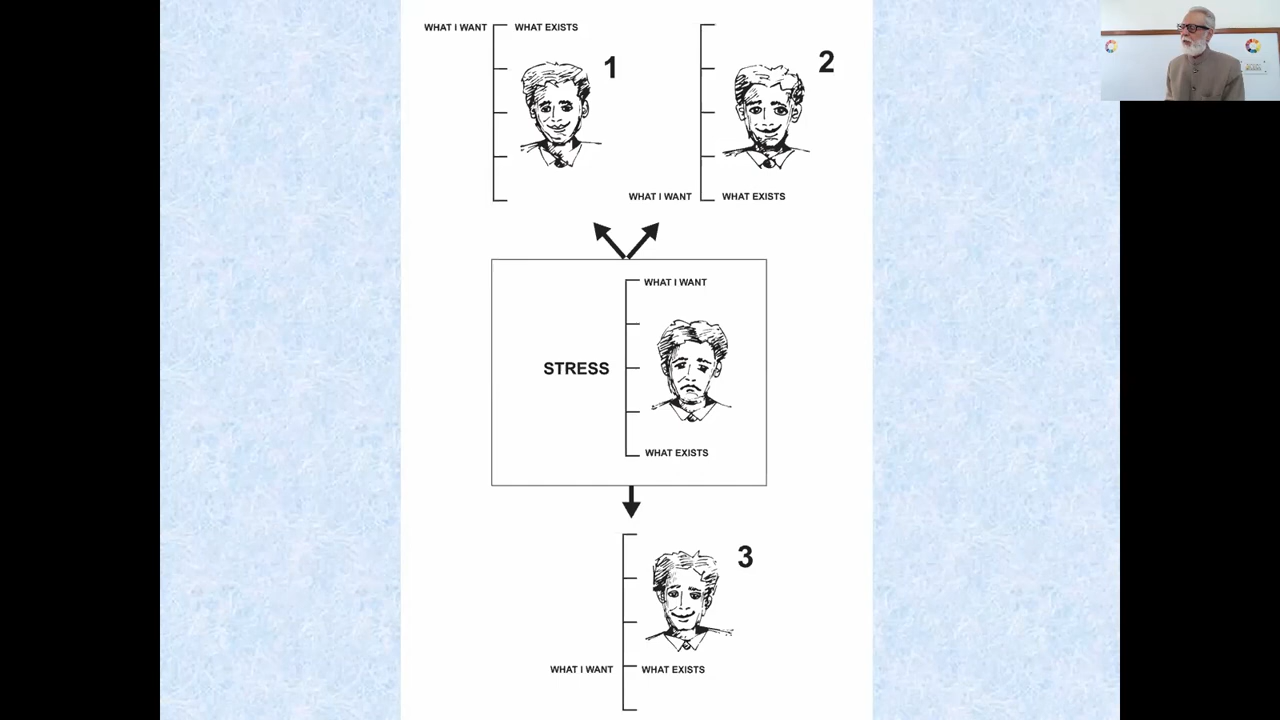 WHAT I WANT WHAT EXISTS
1
2
WHAT I WANT WHAT EXISTS
WHAT I WANT
STRESS
WHAT EXISTS
3
WHAT I WANT WHAT EXISTS